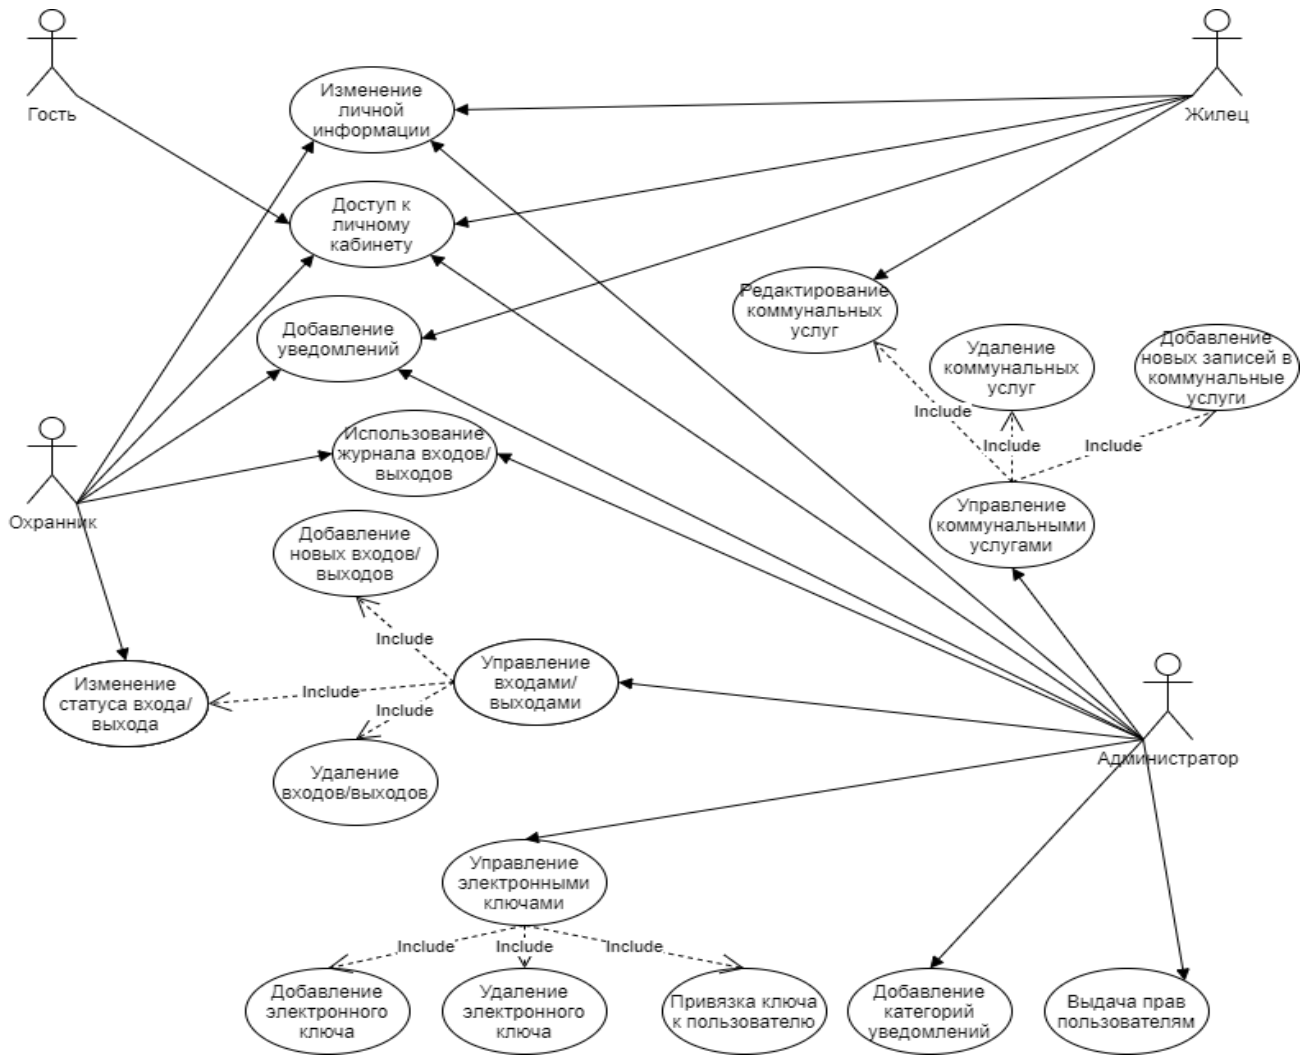 Гость
Жилец
Изменение
личной
информации
Доступ к
личному
кабинету
Добавление
уведомлений
Редактирование
коммунальных
услуг
Удаление
коммунальных
услуг
Добавление
новых записей в
коммунальные
услуги
Include
Include
Include
Использование
журнала входов/
выходов
Охранник
Управление
коммунальными
услугами
Добавление
новых входов/
выходов
Include
Управление
входами/
выходами
Изменение
статуса входа/
выхода
Include
Include
Удаление
входов/выходов
Администратор
Управление
электронными
ключами
Include
Include
Include
Добавление
электронного
ключа
Удаление
электронного
ключа
Привязка ключа
к пользователю
Добавление
категорий
уведомлений
Выдача прав
пользователям